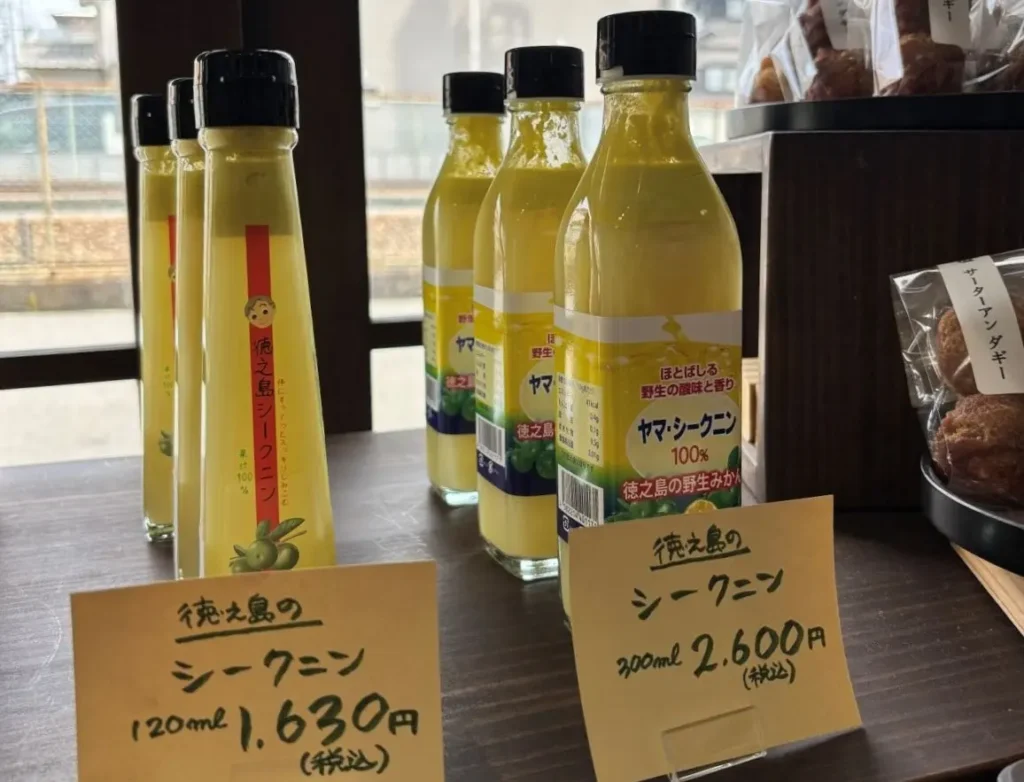 徳之島シークニン
果汁100%
ほとばしる
野生の酸味と香り
ヤマ・シークニン
100%
徳之島の野生みかん
サーターアンダギー
徳之島の
シークニン
120ml 1,630円
(税込)
徳之島の
シークニン
300ml 2,600円
(税込)